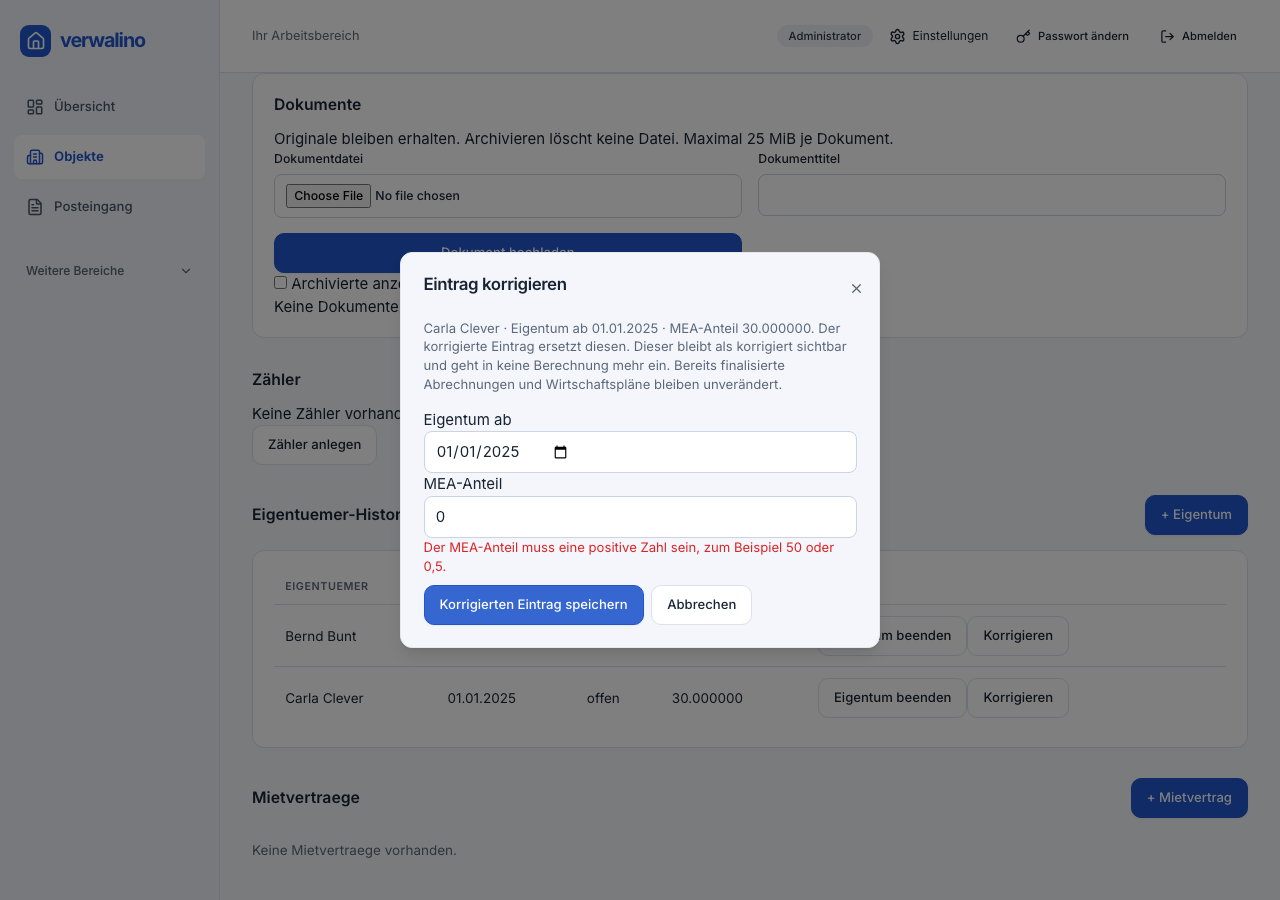 verwalino
Ihr Arbeitsbereich
Administrator
Einstellungen
Passwort ändern
Abmelden
Übersicht
Objekte
Posteingang
Weitere Bereiche
Dokumente
Originale bleiben erhalten. Archivieren löscht keine Datei. Maximal 25 MiB je Dokument.
Dokumentdatei
Dokumenttitel
Choose File No file chosen
Dokument hochladen
Archivierte
Keine Dokumente
Zähler
Keine Zähler
Zähler anlegen
+ Eigentum
EIGENTUEMER
Bernd Bunt
beenden
Korrigieren
Carla Clever
01.01.2025
offen
30.000000
Eigentum beenden
Korrigieren
Mietvertraege
+ Mietvertrag
Keine Mietvertraege vorhanden.
Eintrag korrigieren
×
Carla Clever · Eigentum ab 01.01.2025 · MEA-Anteil 30.000000. Der
korrigierte Eintrag ersetzt diesen. Dieser bleibt als korrigiert sichtbar
und geht in keine Berechnung mehr ein. Bereits finalisierte
Abrechnungen und Wirtschaftspläne bleiben unverändert.
Eigentum ab
01/01/2025
MEA-Anteil
0
Der MEA-Anteil muss eine positive Zahl sein, zum Beispiel 50 oder
0,5.
Korrigierten Eintrag speichern
Abbrechen